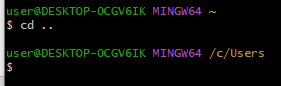 user@DESKTOP-OCGV6IK MINGW64 ~
$ cd ..
user@DESKTOP-OCGV6IK MINGW64 /c/Users
$